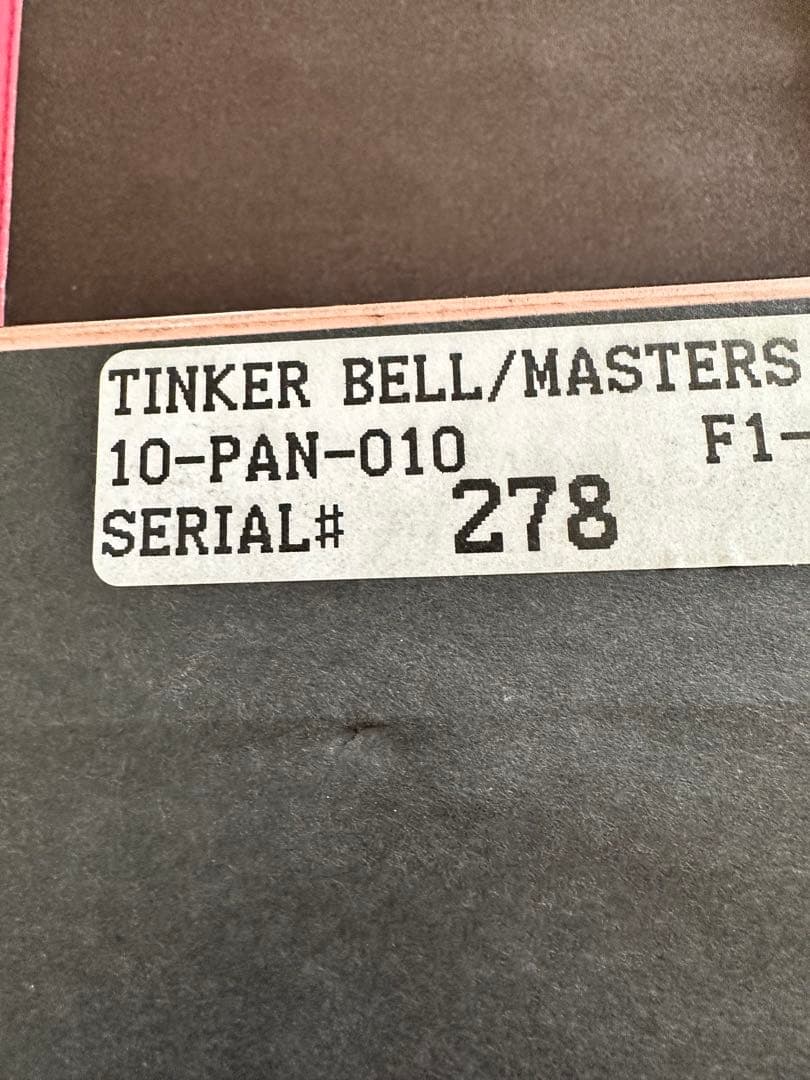 TINKER BELL/MASTERS
10-PAN-010 F1-
SERIAL# 278